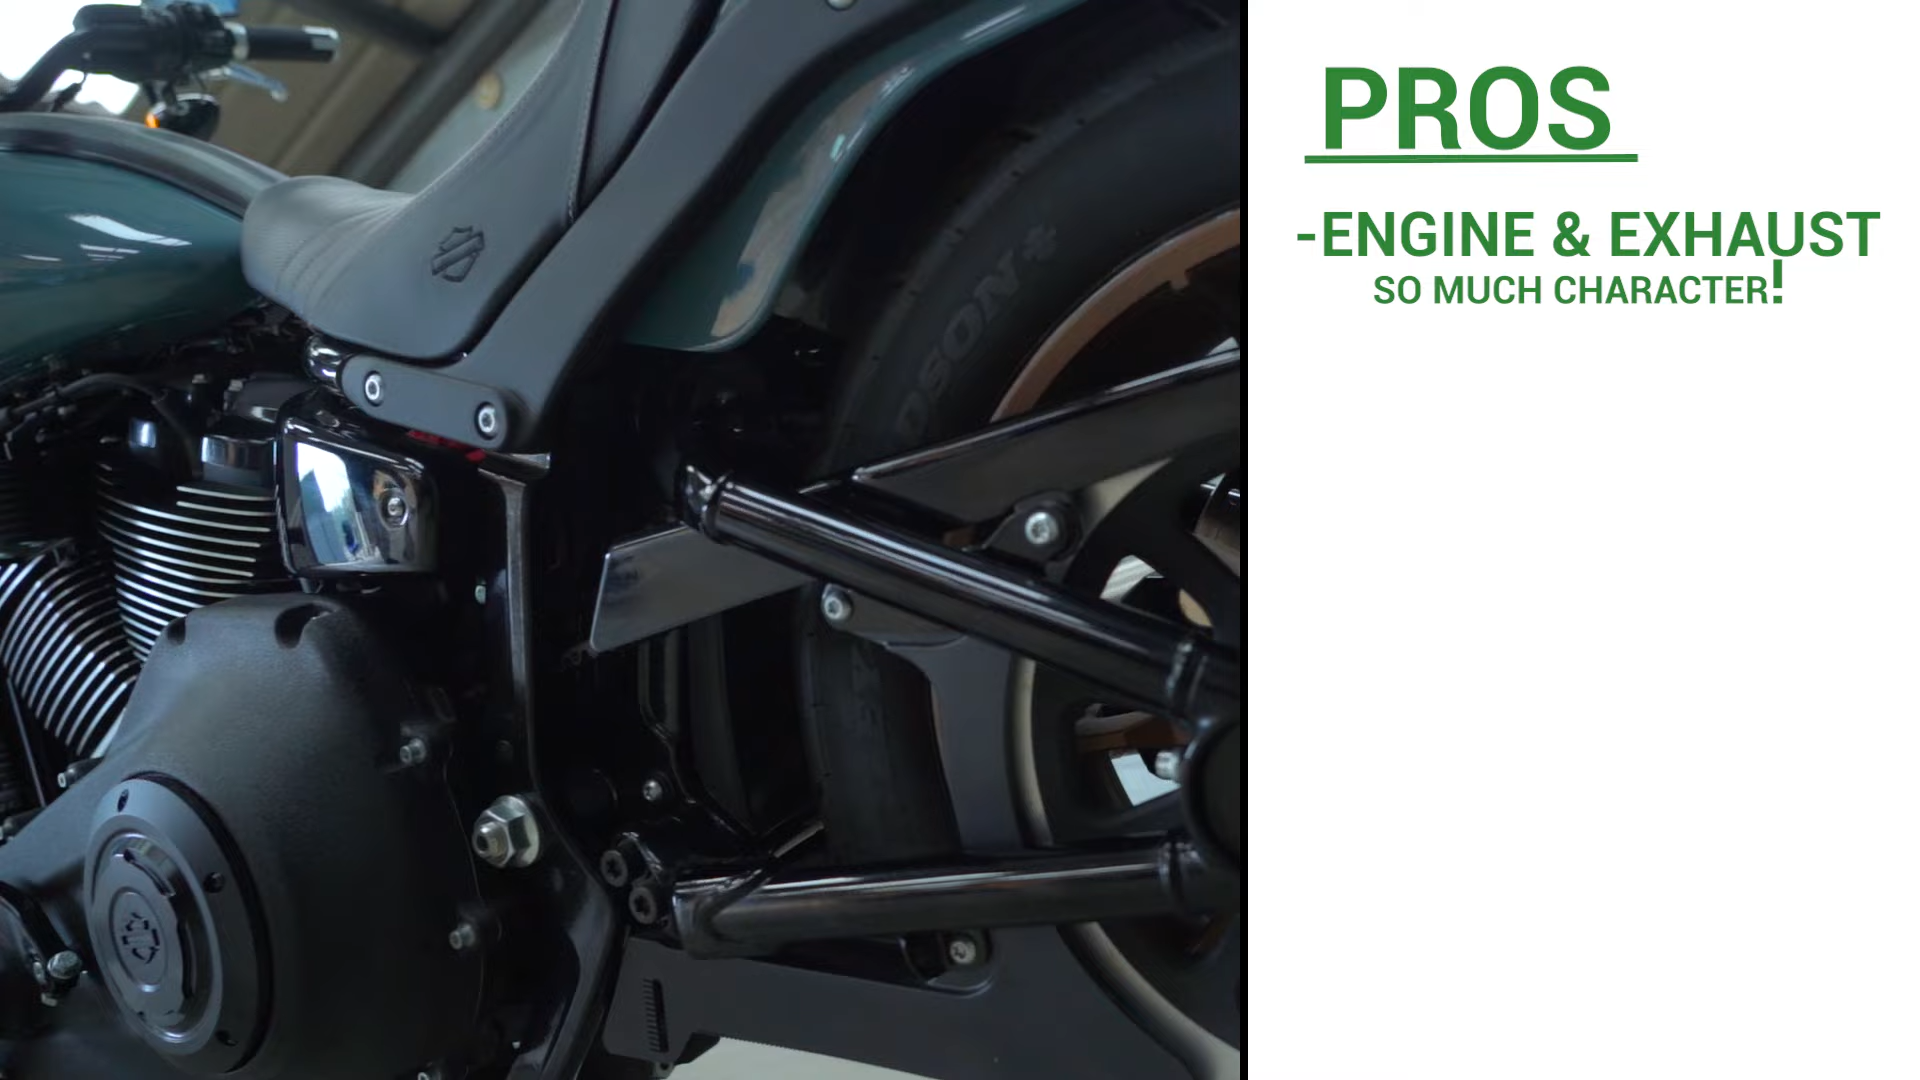 PROS
-ENGINE & EXHAUST
SO MUCH CHARACTER!